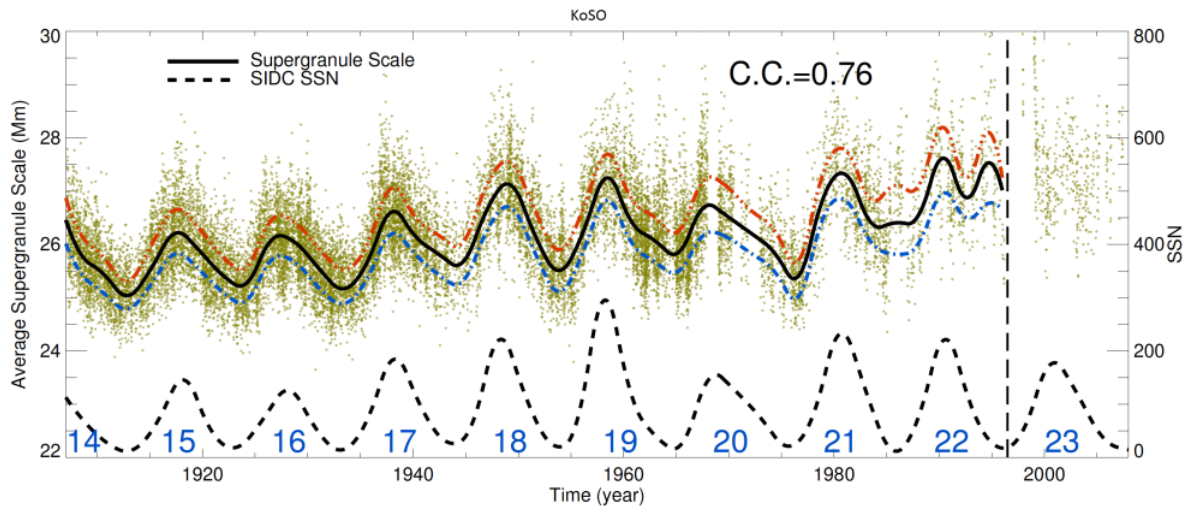 KoSO
30
28
26
24
22
Average Supergranule Scale (Mm)
Supergranule Scale
SIDC SSN
C.C.=0.76
800
600
400
200
0
SSN
14 15 16 17 18 19 20 21 22 23
1920 1940 1960 1980 2000
Time (year)